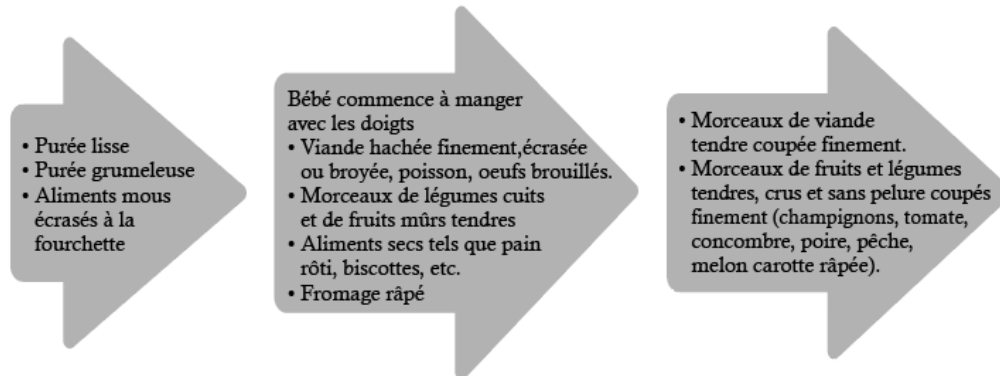 • Purée lisse
• Purée grumeleuse
• Aliments mous
écrasés à la
fourchette
Bébé commence à manger
avec les doigts
• Viande hachée finement,écrasée
ou broyée, poisson, oeufs brouillés.
• Morceaux de légumes cuits
et de fruits mûrs tendres
• Aliments secs tels que pain
rôti, biscottes, etc.
• Fromage râpé
• Morceaux de viande
tendre coupée finement.
• Morceaux de fruits et légumes
tendres, crus et sans pelure coupés
finement (champignons, tomate,
concombre, poire, pêche,
melon carotte râpée).